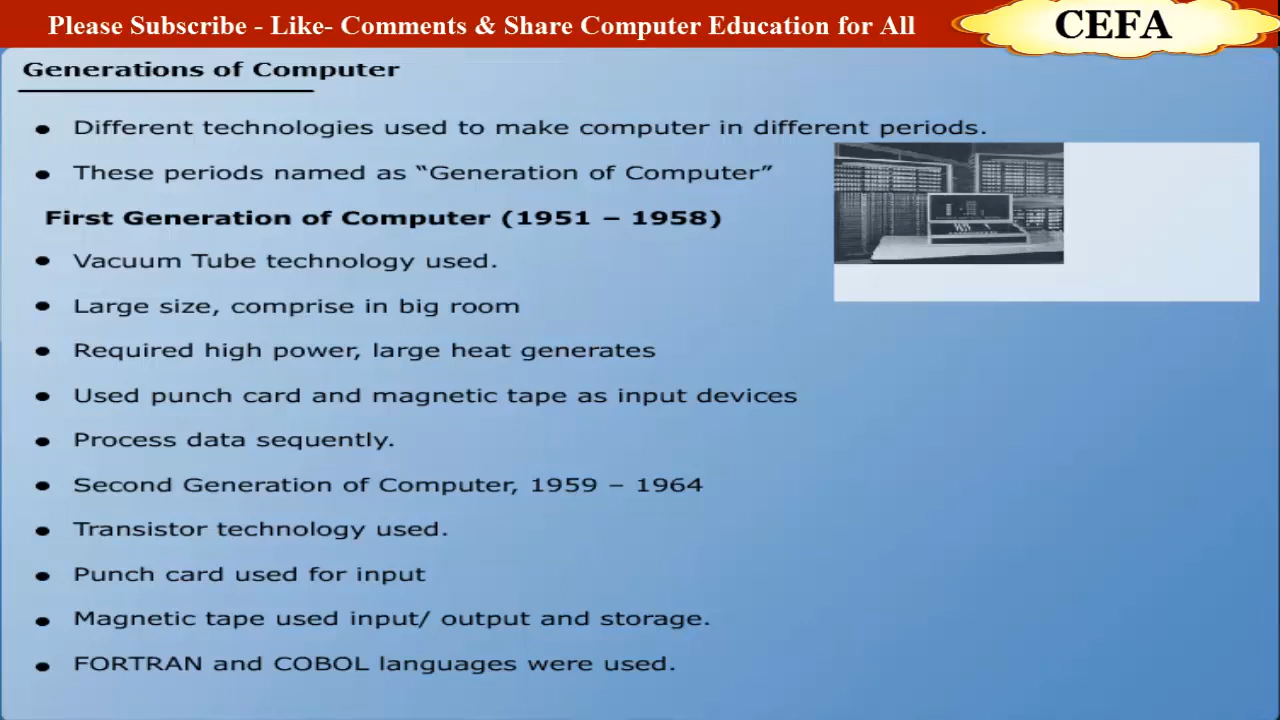 Please Subscribe - Like- Comments & Share Computer Education for All
CEFA
Generations of Computer
Different technologies used to make computer in different periods.
These periods named as “Generation of Computer”
First Generation of Computer (1951 – 1958)
Vacuum Tube technology used.
Large size, comprise in big room
Required high power, large heat generates
Used punch card and magnetic tape as input devices
Process data sequently.
Second Generation of Computer, 1959 – 1964
Transistor technology used.
Punch card used for input
Magnetic tape used input/ output and storage.
FORTRAN and COBOL languages were used.